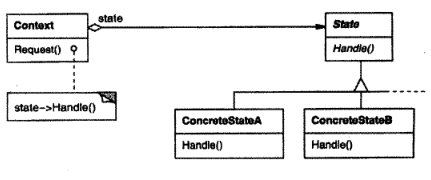 Context
state
State
Request()
Handle()
state->Handle()
ConcreteStateA
ConcreteStateB
Handle()
Handle()